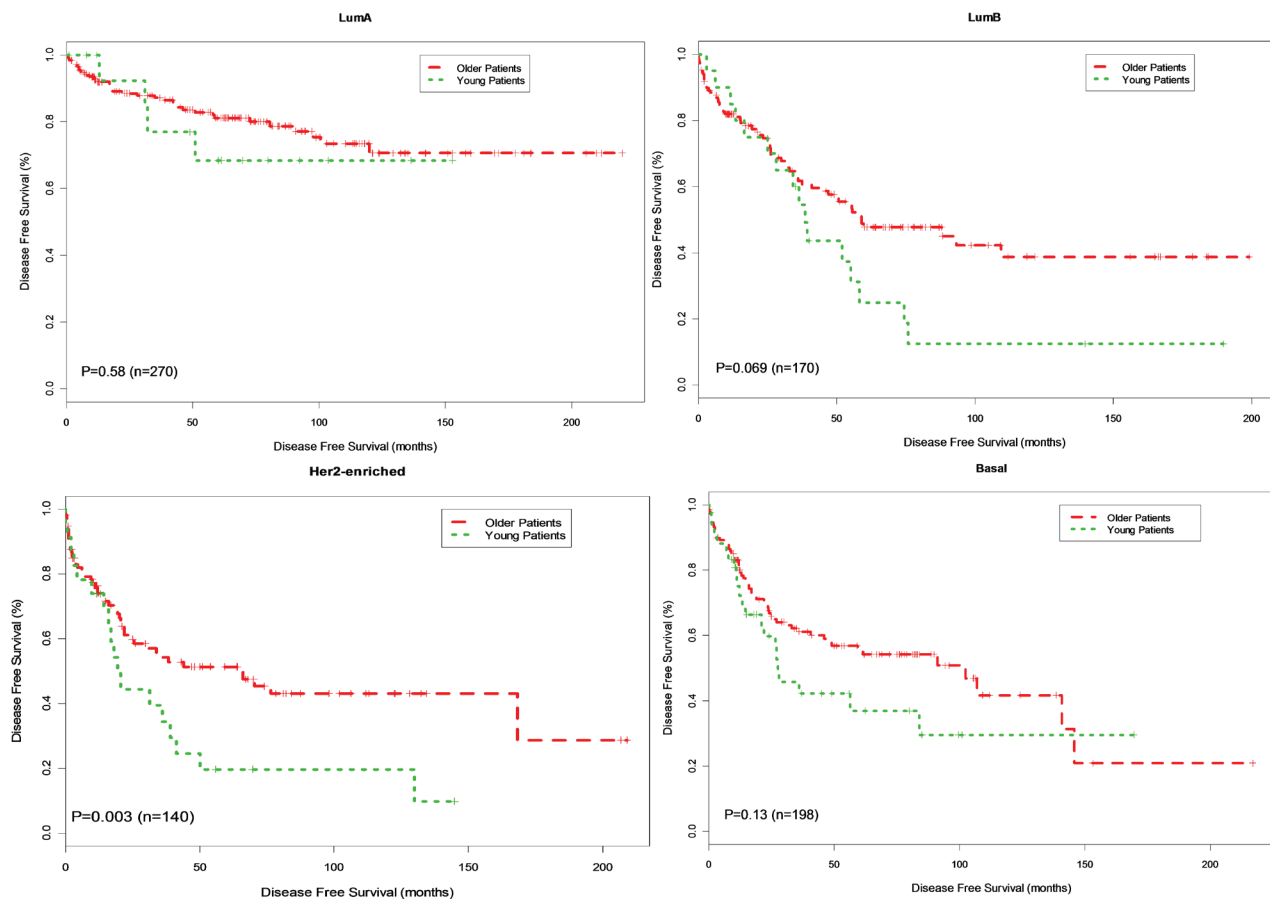 LumA
1.0
0.8
0.6
0.4
0.2
0.0
Disease Free Survival (%)
Older Patients
Young Patients
P=0.58 (n=270)
0 50 100 150 200
Disease Free Survival (months)
LumB
1.0
0.8
0.6
0.4
0.2
0.0
Disease Free Survival (%)
Older Patients
Young Patients
P=0.069 (n=170)
0 50 100 150 200
Disease Free Survival (months)
Her2-enriched
1.0
0.8
0.6
0.4
0.2
0.0
Disease Free Survival (%)
Older Patients
Young Patients
P=0.003 (n=140)
0 50 100 150 200
Disease Free Survival (months)
Basal
1.0
0.8
0.6
0.4
0.2
0.0
Disease Free Survival (%)
Older Patients
Young Patients
P=0.13 (n=198)
0 50 100 150 200
Disease Free Survival (months)